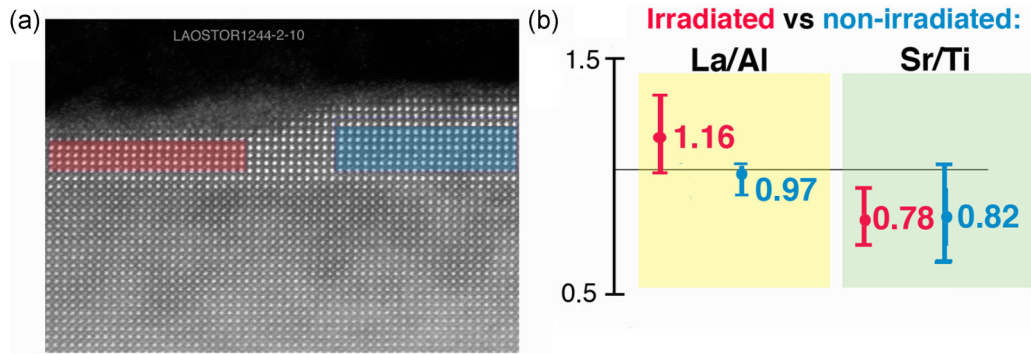 (a)
LAOSTOR1244-2-10
(b)
Irradiated vs non-irradiated:
La/Al
Sr/Ti
1.5
1.16
0.97
0.78
0.82
0.5